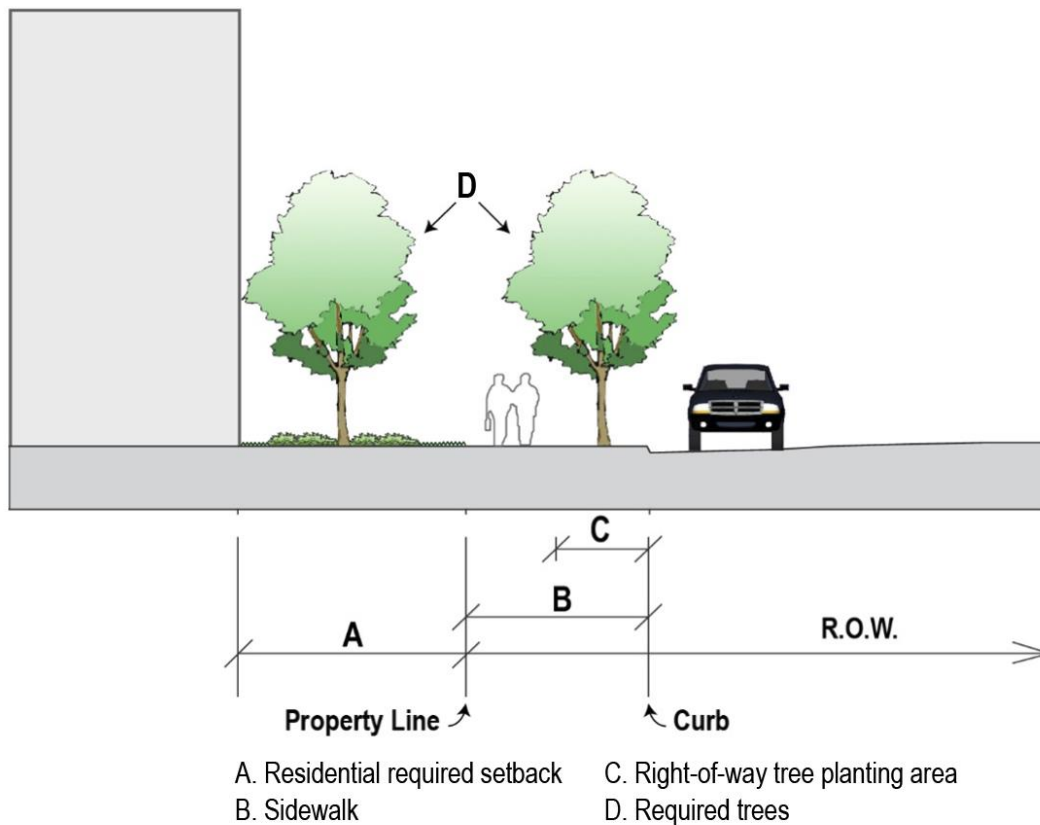 D
C
B
A
R.O.W.
Property Line
Curb
A. Residential required setback
C. Right-of-way tree planting area
B. Sidewalk
D. Required trees